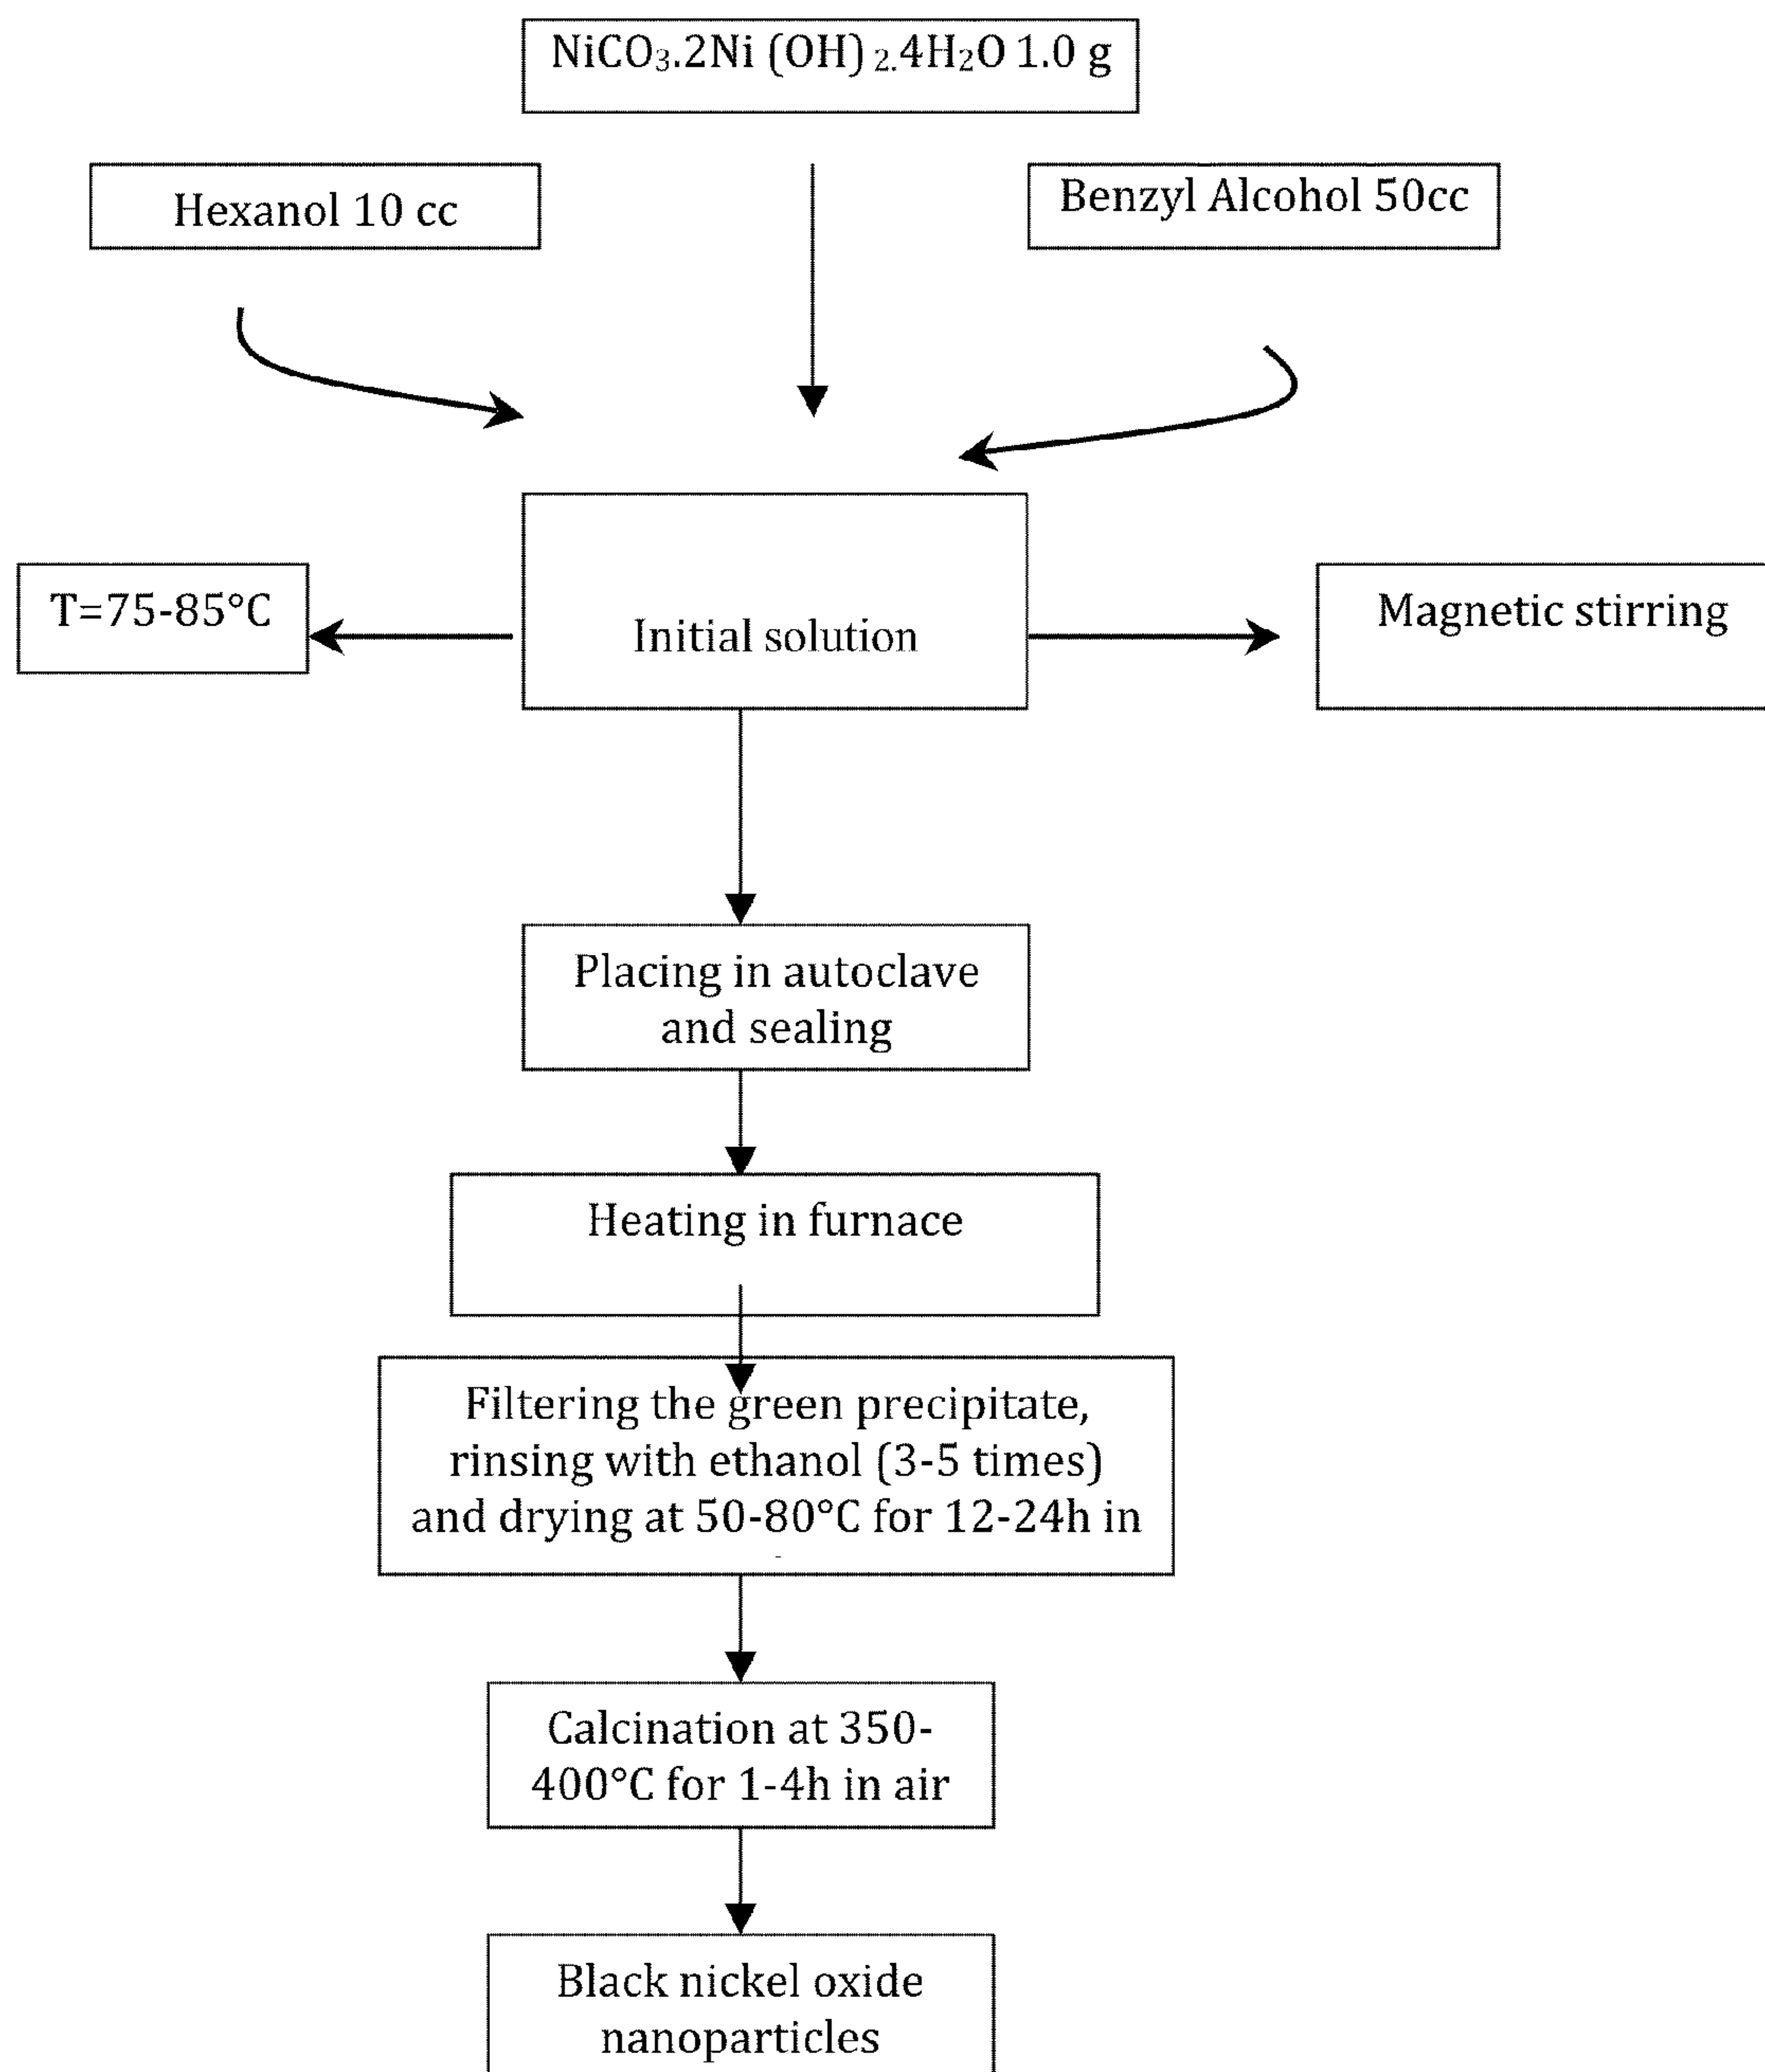 NiCO₃.2Ni (OH) ₂.4H₂O 1.0 g
Hexanol 10 cc
Benzyl Alcohol 50cc
T=75-85°C
Initial solution
Magnetic stirring
Placing in autoclave
and sealing
Heating in furnace
Filtering the green precipitate,
rinsing with ethanol (3-5 times)
and drying at 50-80°C for 12-24h in
Calcination at 350-
400°C for 1-4h in air
Black nickel oxide
nanoparticles